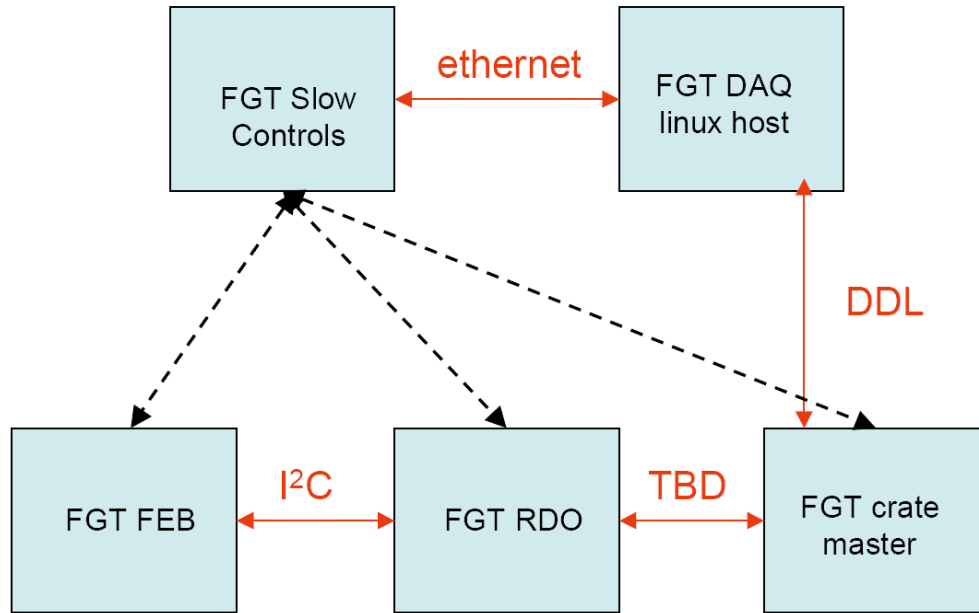 ethernet
FGT Slow
Controls
FGT DAQ
linux host
DDL
I²C
TBD
FGT FEB
FGT RDO
FGT crate
master